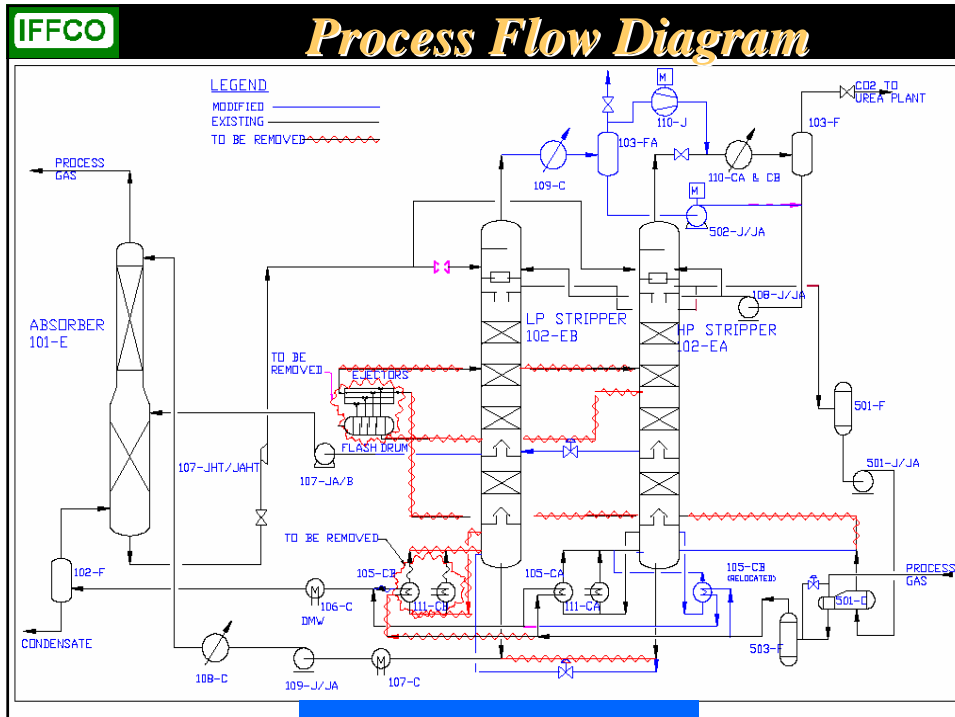 IFFCO
Process Flow Diagram
LEGEND
MODIFIED
EXISTING
TO BE REMOVED
M
110-J
CO2 TO
UREA PLANT
103-F
103-FA
109-C
110-CA & CB
M
502-J/JA
PROCESS
GAS
108-J/JA
ABSORBER
101-E
LP STRIPPER
102-EB
HP STRIPPER
102-EA
TO BE
REMOVED
EJECTORS
501-F
FLASH DRUM
107-JHT/JAHT
107-JA/B
501-J/JA
TO BE REMOVED
102-F
105-CB
105-CA
105-CB
(RELOCATED)
PROCESS
GAS
M
106-C
111-CB
111-CA
501-C
DMW
CONDENSATE
503-F
M
108-C
109-J/JA
107-C